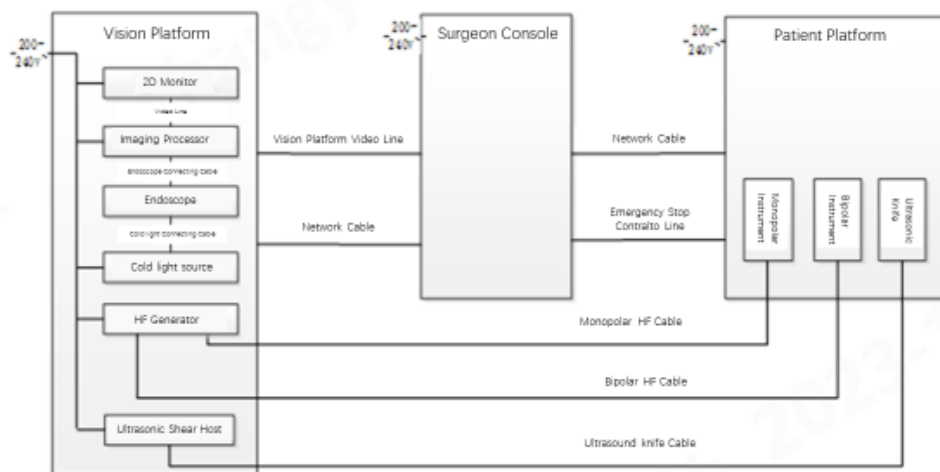 Vision Platform
Surgeon Console
Patient Platform
200-
240v
200-
240v
200-
240v
2D Monitor
Video Line
Imaging Processor
Endoscope Connecting Cable
Endoscope
Cold light Connecting Cable
Cold light source
HF Generator
Ultrasonic Shear Host
Vision Platform Video Line
Network Cable
Network Cable
Emergency Stop
Contralto Line
Monopolar
Instrument
Bipolar
Instrument
Ultrasonic
Knife
Monopolar HF Cable
Bipolar HF Cable
Ultrasound knife Cable